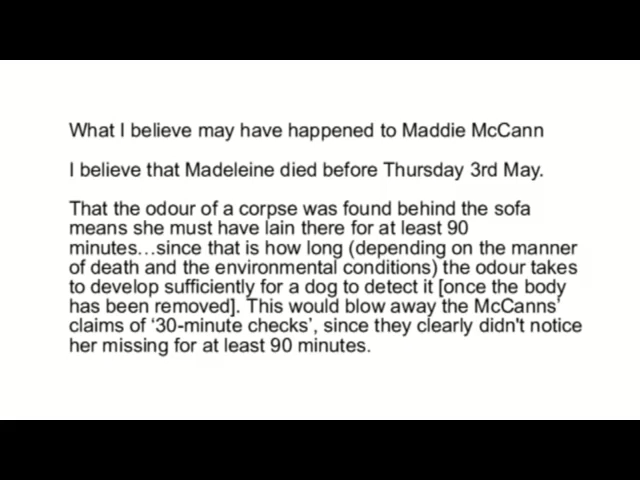 What I believe may have happened to Maddie McCann
I believe that Madeleine died before Thursday 3rd May.
That the odour of a corpse was found behind the sofa
means she must have lain there for at least 90
minutes…since that is how long (depending on the manner
of death and the environmental conditions) the odour takes
to develop sufficiently for a dog to detect it [once the body
has been removed]. This would blow away the McCanns'
claims of ‘30-minute checks’, since they clearly didn't notice
her missing for at least 90 minutes.